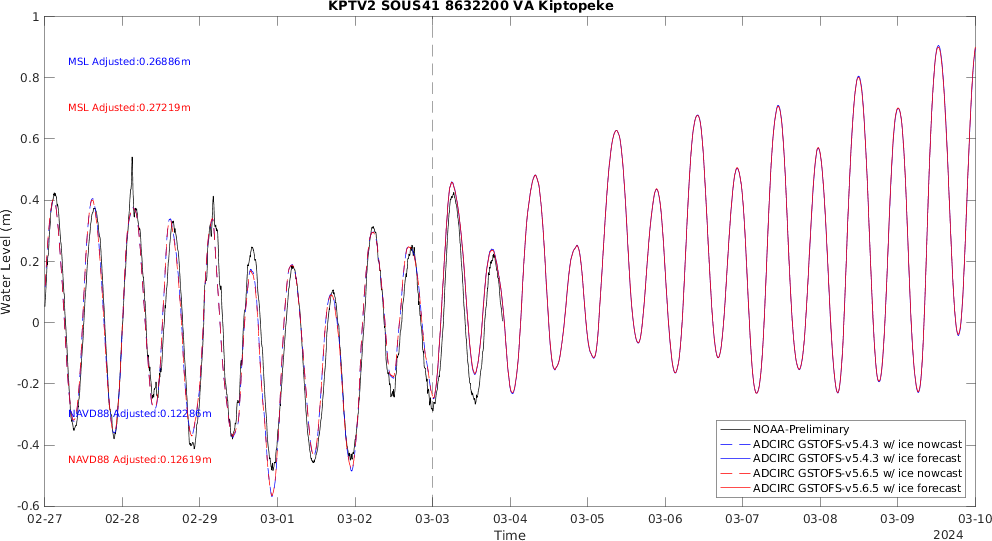 KPTV2 SOUS41 8632200 VA Kiptopeke
1
0.8
0.6
0.4
0.2
0
-0.2
-0.4
-0.6
Water Level (m)
MSL Adjusted:0.26886m
MSL Adjusted:0.27219m
NAVD88 Adjusted:0.12286m
NAVD88 Adjusted:0.12619m
NOAA-Preliminary
ADCIRC GSTOFS-v5.4.3 w/ ice nowcast
ADCIRC GSTOFS-v5.4.3 w/ ice forecast
ADCIRC GSTOFS-v5.6.5 w/ ice nowcast
ADCIRC GSTOFS-v5.6.5 w/ ice forecast
02-27 02-28 02-29 03-01 03-02 03-03 03-04 03-05 03-06 03-07 03-08 03-09 03-10
Time
2024